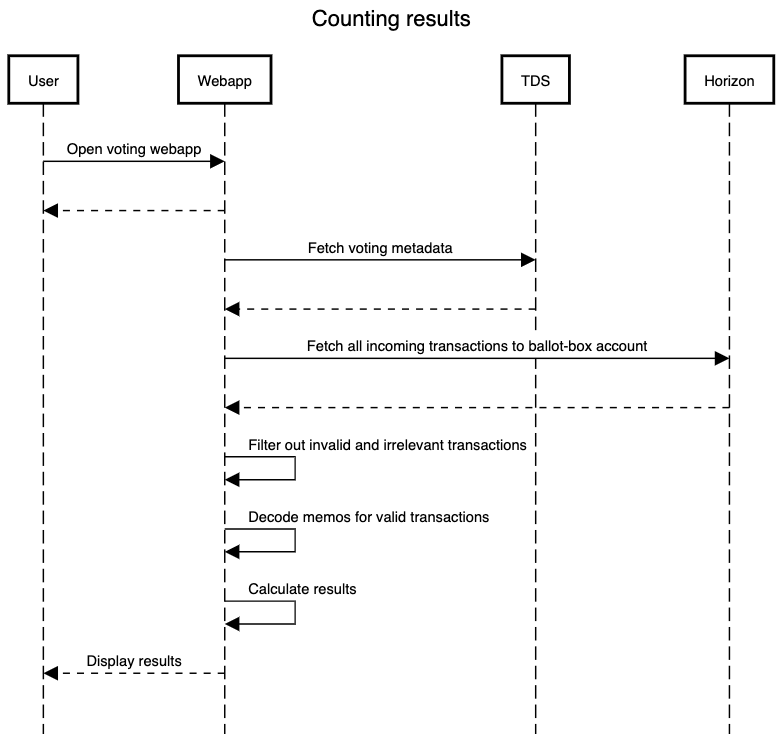 Counting results
User
Webapp
TDS
Horizon
Open voting webapp
Fetch voting metadata
Fetch all incoming transactions to ballot-box account
Filter out invalid and irrelevant transactions
Decode memos for valid transactions
Calculate results
Display results